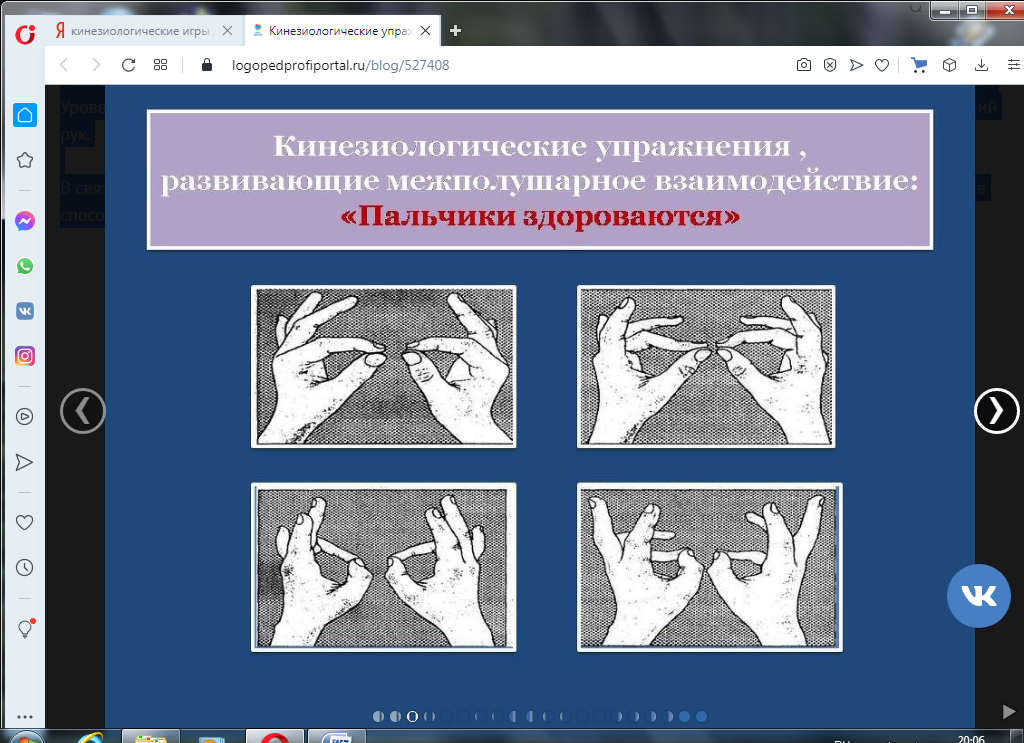 кинезиологические игры
Кинезиологические упра
logopedprofiportal.ru/blog/527408
Уровe
рук.
В связ
спосо
Кинезиологические упражнения ,
развивающие межполушарное взаимодействие:
«Пальчики здороваются»
20:06